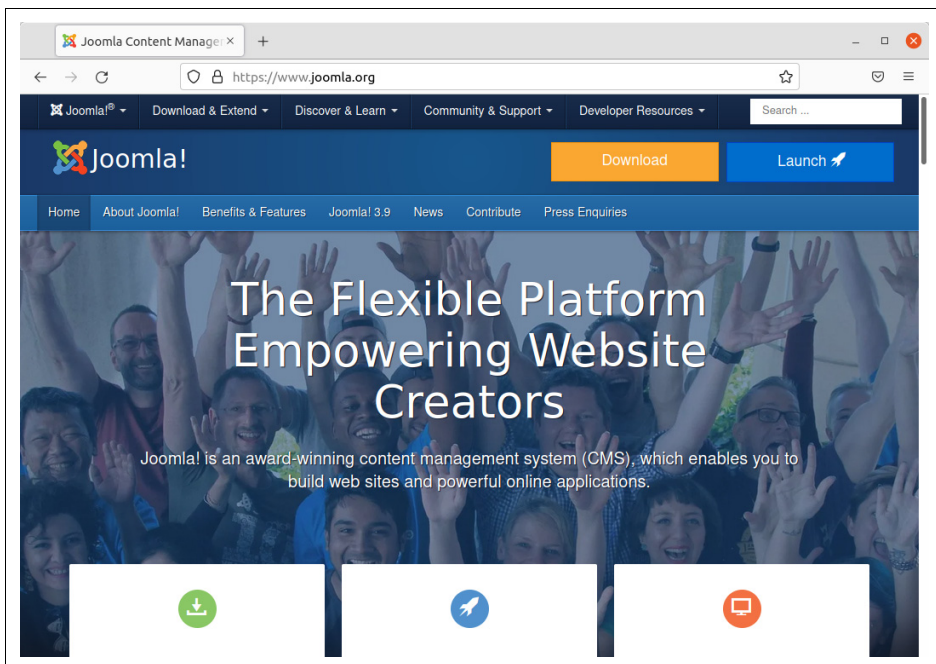 Joomla Content Manager
https://www.joomla.org
Joomla!® Download & Extend Discover & Learn Community & Support Developer Resources Search ...
Joomla! Download Launch
Home About Joomla! Benefits & Features Joomla! 3.9 News Contribute Press Enquiries
The Flexible Platform
Empowering Website
Creators
Joomla! is an award-winning content management system (CMS), which enables you to
build web sites and powerful online applications.